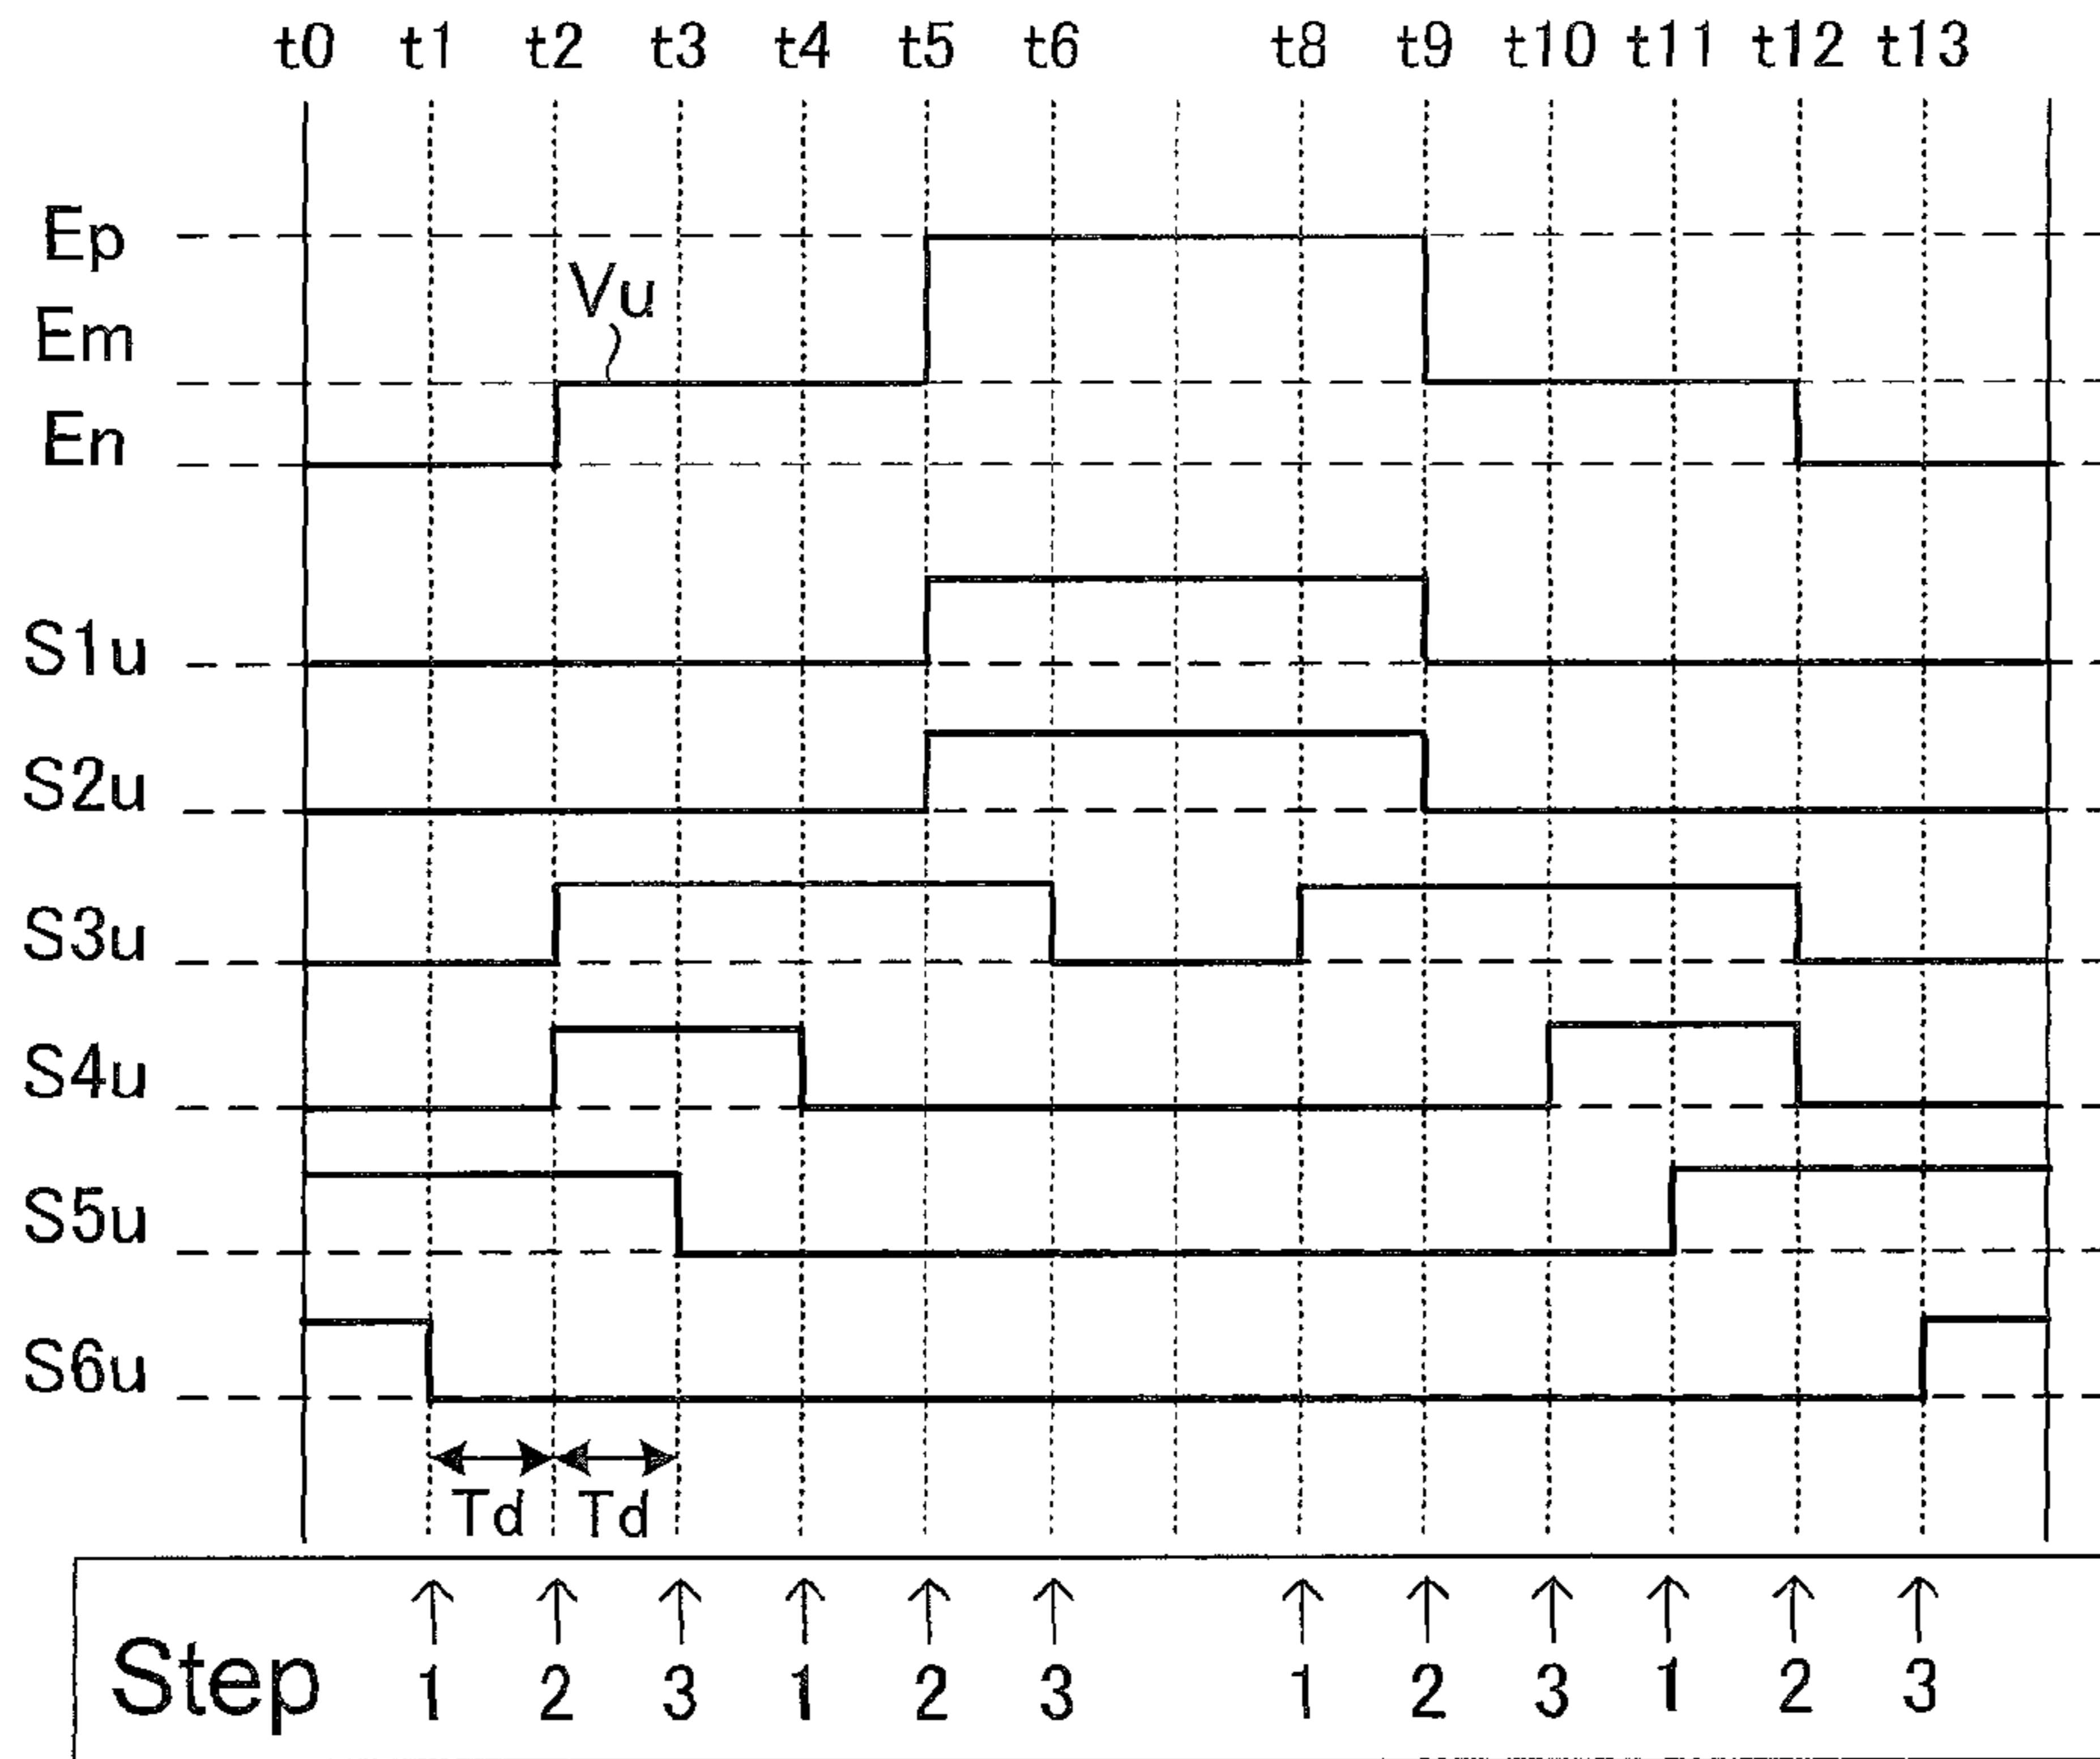 t0 t1 t2 t3 t4 t5 t6 t8 t9 t10 t11 t12 t13
Ep
Vu
Em
En
S1u
S2u
S3u
S4u
S5u
S6u
Td Td
Step 1 2 3 1 2 3 1 2 3 1 2 3